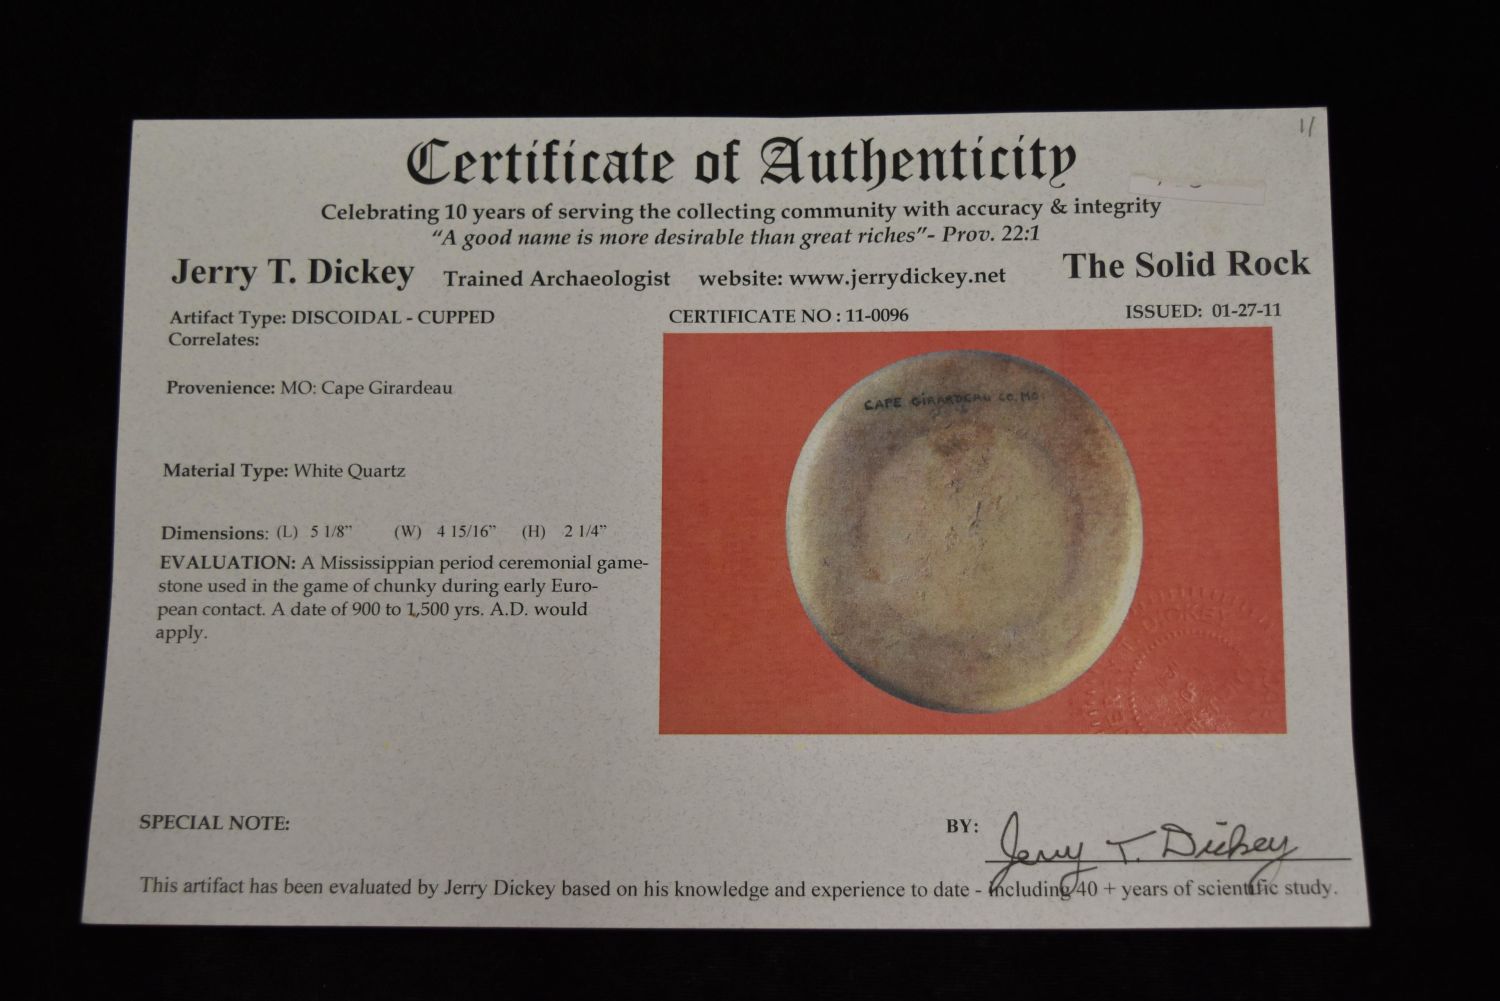 11
Certificate of Authenticity
Celebrating 10 years of serving the collecting community with accuracy & integrity
“A good name is more desirable than great riches”- Prov. 22:1
Jerry T. Dickey Trained Archaeologist website: www.jerrydickey.net The Solid Rock
Artifact Type: DISCOIDAL - CUPPED
Correlates:
CERTIFICATE NO : 11-0096
ISSUED: 01-27-11
Provenience: MO: Cape Girardeau
CAPE GIRARDEAU CO. MO.
Material Type: White Quartz
Dimensions: (L) 5 1/8” (W) 4 15/16” (H) 2 1/4”
EVALUATION: A Mississippian period ceremonial game-
stone used in the game of chunky during early Euro-
pean contact. A date of 900 to 1,500 yrs. A.D. would
apply.
T. DICKEY
SPECIAL NOTE:
BY: Jerry T. Dickey
This artifact has been evaluated by Jerry Dickey based on his knowledge and experience to date - including 40 + years of scientific study.